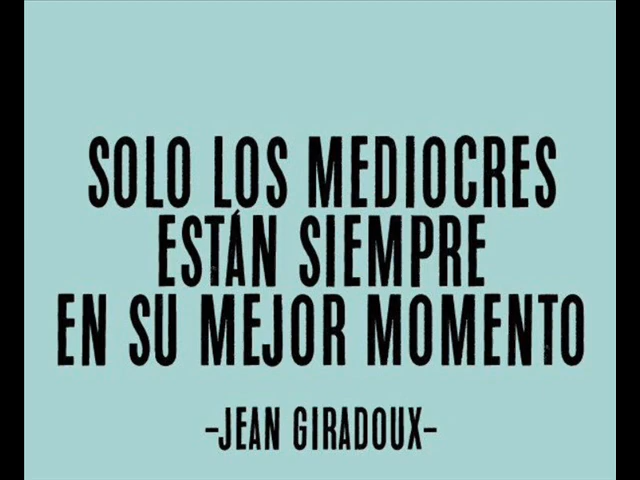 SOLO LOS MEDIOCRES
ESTÁN SIEMPRE
EN SU MEJOR MOMENTO
-JEAN GIRADOUX-